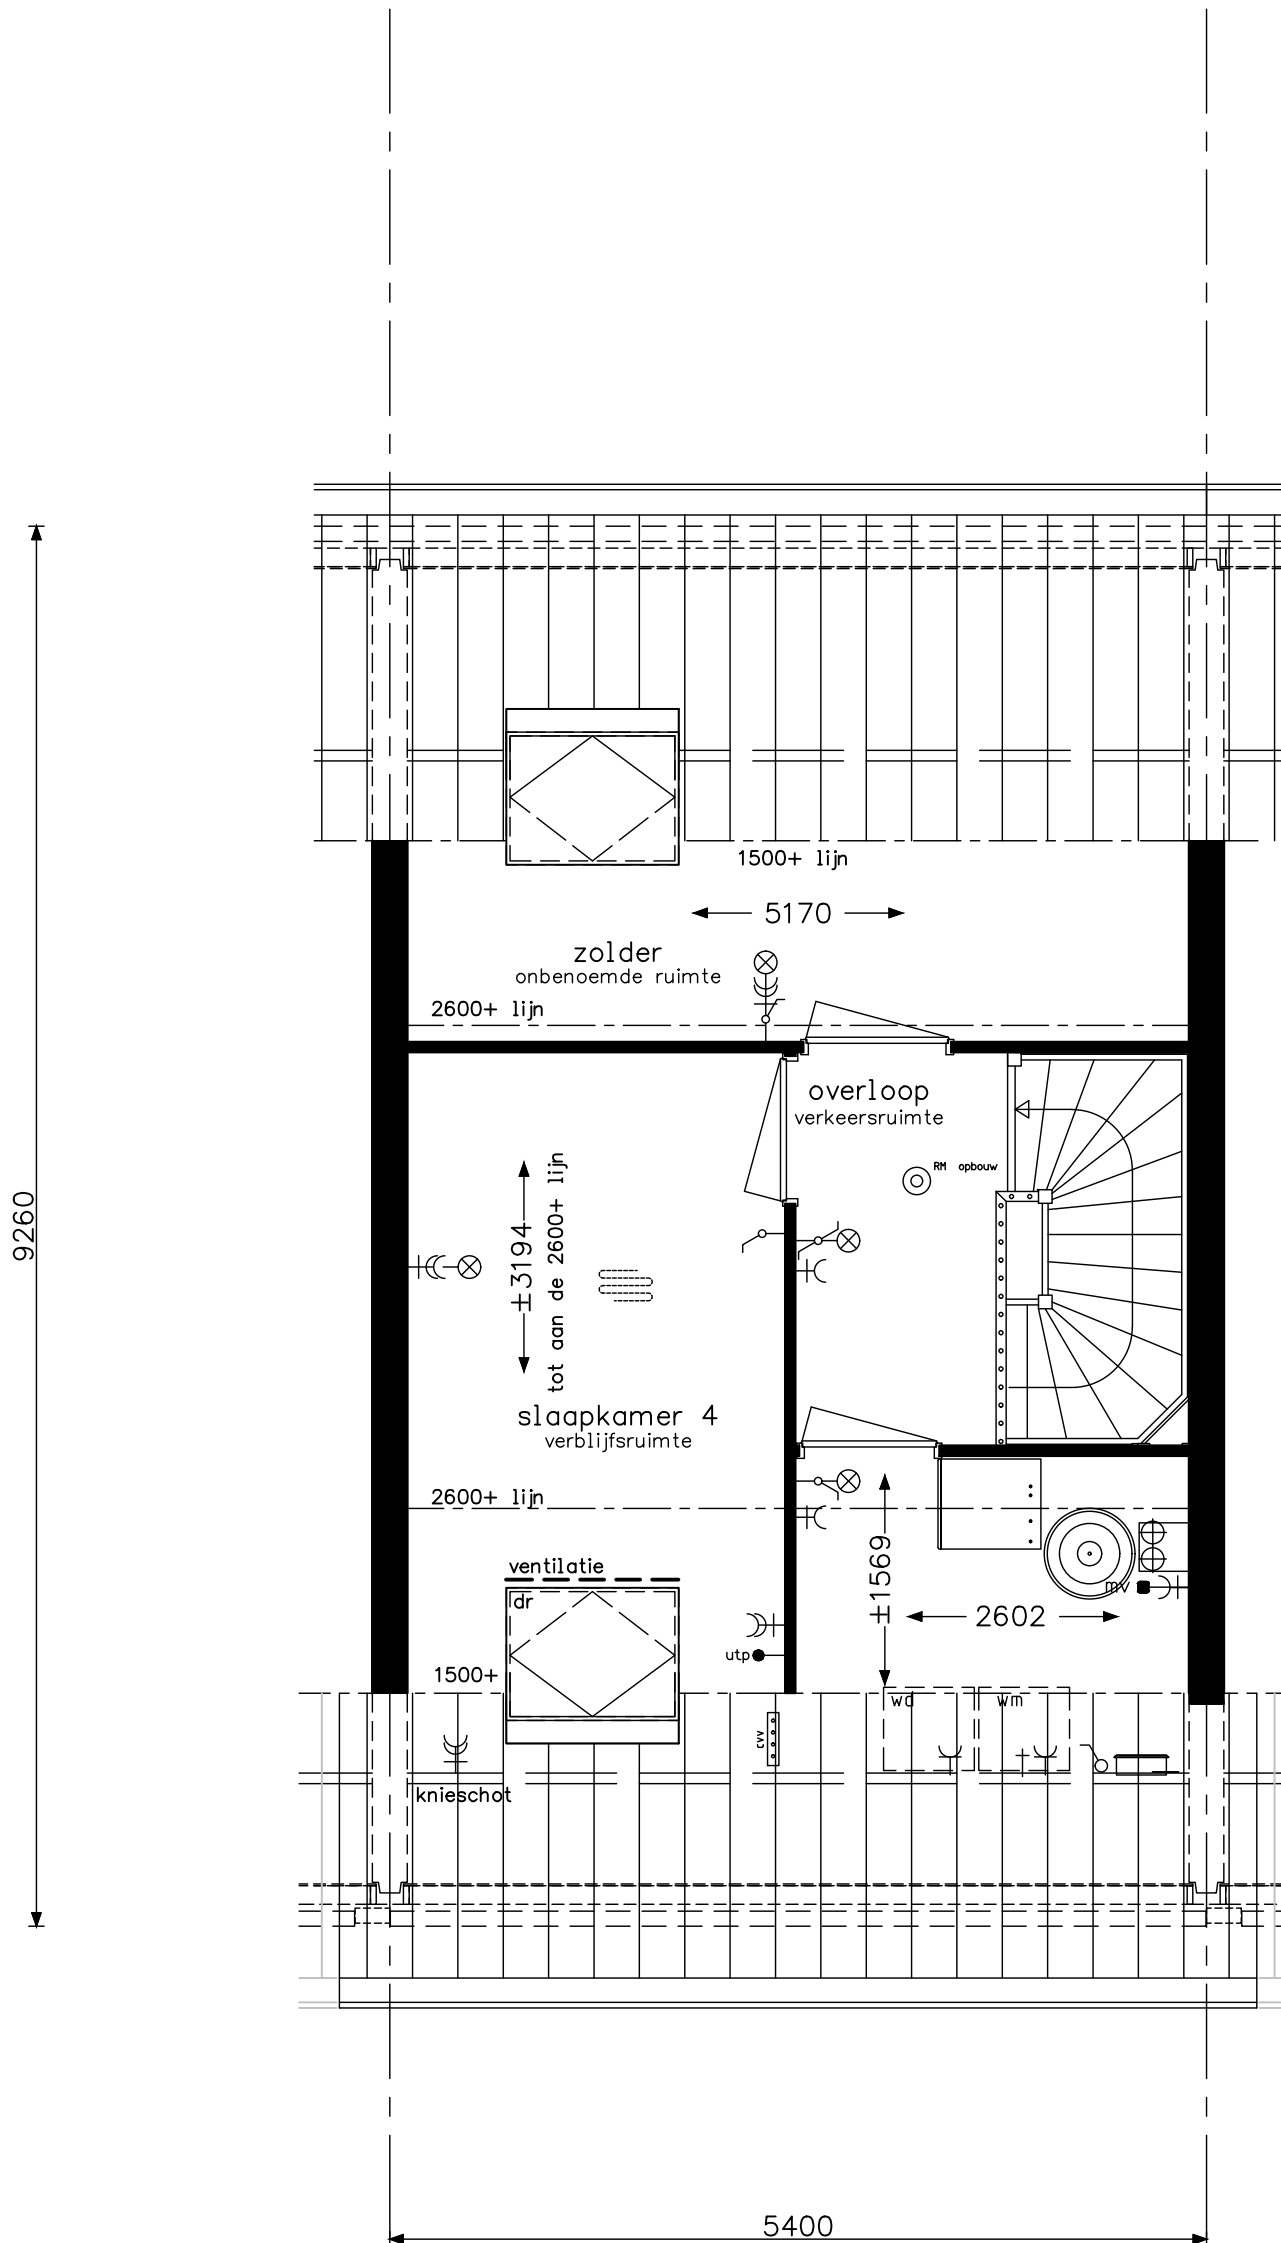 1500+ lijn
5170
zolder
onbenoemde ruimte
2600+ lijn
overloop
verkeersruimte
RM opbouw
9260
±3194
tot aan de 2600+ lijn
slaapkamer 4
verblijfsruimte
2600+ lijn
ventilatie
dr
±1569
mv
2602
utp
1500+
wd
wm
cvv
knieschot
5400